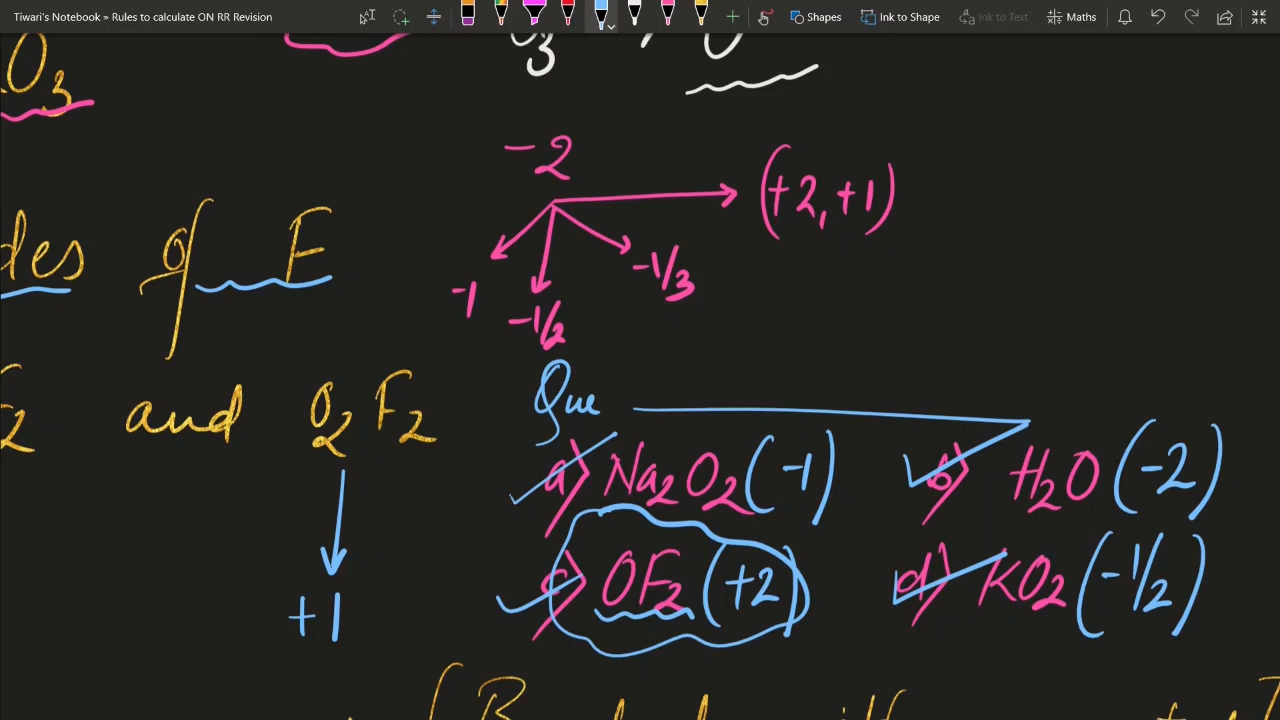 Tiwari's Notebook » Rules to calculate ON RR Revision
Shapes
Ink to Shape
Ink to Text
Maths
O3
O3 , O
-2
(+2, +1)
-1
-1/2
-1/3
des of F
2 and O2F2
+1
Que
a) Na2O2 (-1) b) H2O (-2)
c) OF2 (+2) d) KO2 (-1/2)